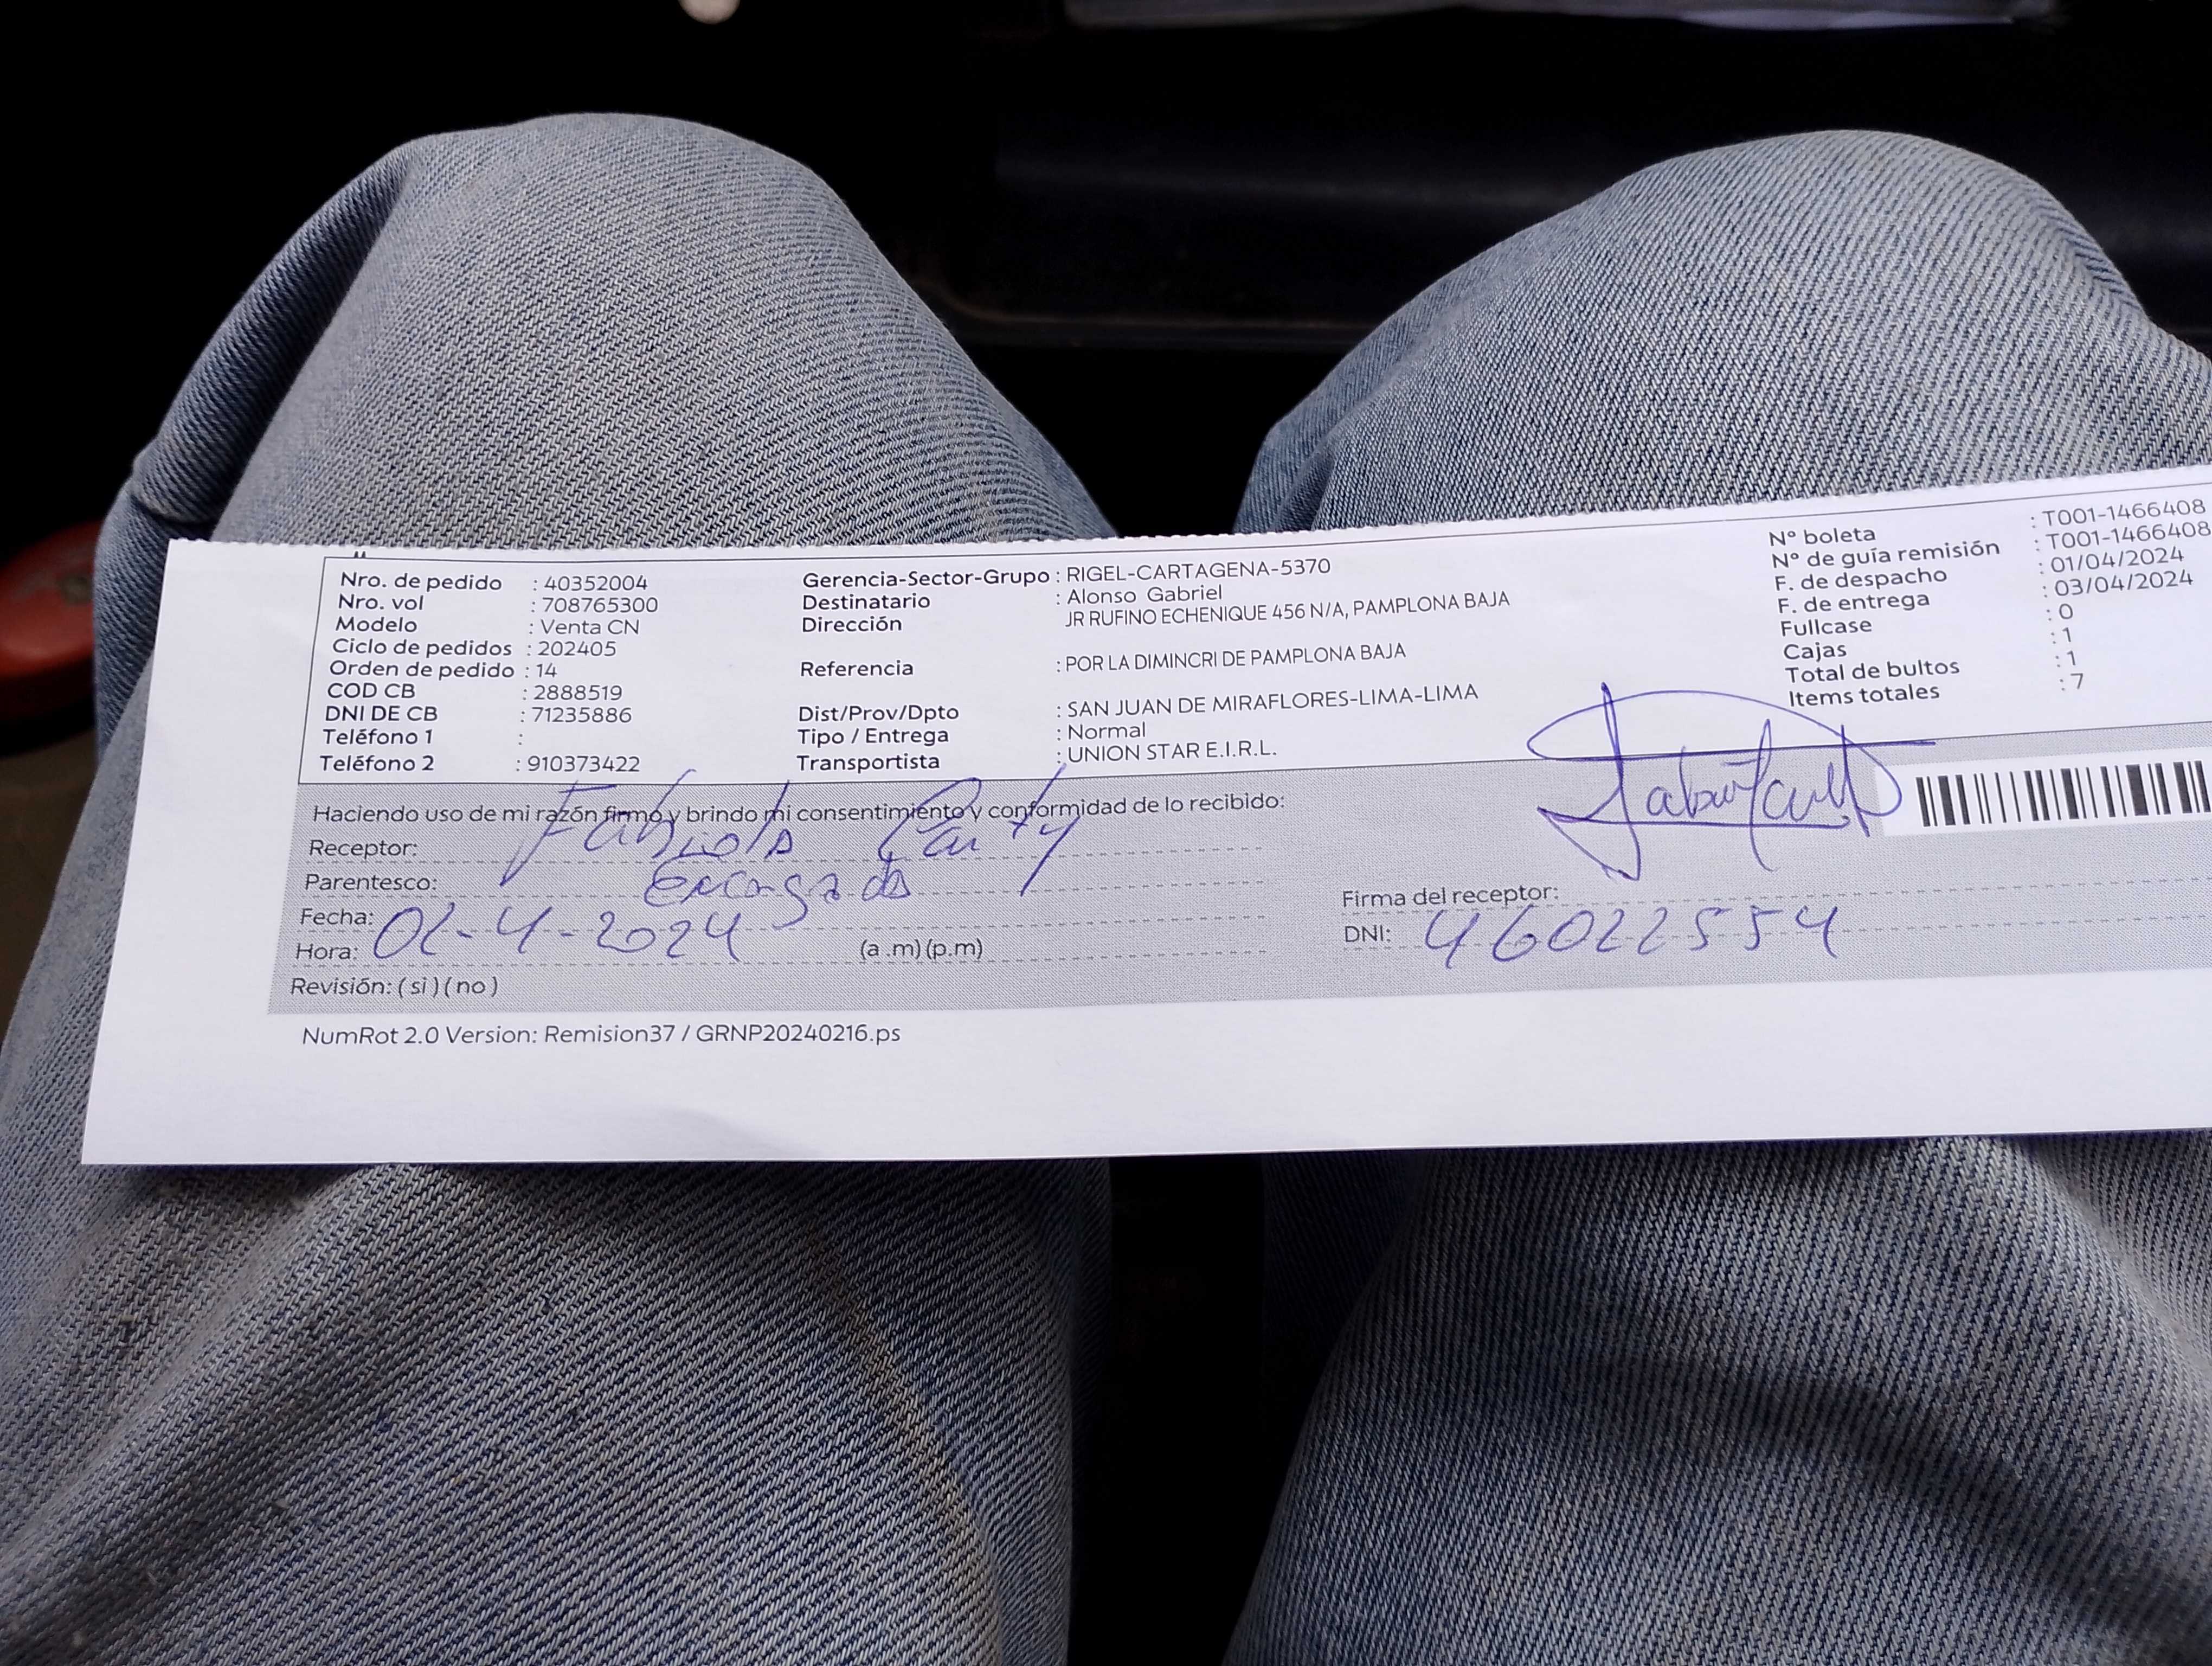 Nro. de pedido : 40352004
Nro. vol : 708765300
Modelo : Venta CN
Ciclo de pedidos : 202405
Orden de pedido : 14
COD CB : 2888519
DNI DE CB : 71235886
Teléfono 1 :
Teléfono 2 : 910373422
Gerencia-Sector-Grupo : RIGEL-CARTAGENA-5370
Destinatario : Alonso Gabriel
Dirección JR RUFINO ECHENIQUE 456 N/A, PAMPLONA BAJA
Referencia : POR LA DIMINCRI DE PAMPLONA BAJA
Dist/Prov/Dpto : SAN JUAN DE MIRAFLORES-LIMA-LIMA
Tipo / Entrega : Normal
Transportista : UNION STAR E.I.R.L.
N° boleta : T001-1466408
N° de guía remisión : T001-1466408
F. de despacho : 01/04/2024
F. de entrega : 03/04/2024
Fullcase : 0
Cajas : 1
Total de bultos : 1
Items totales : 7
Haciendo uso de mi razón firmo y brindo mi consentimiento y conformidad de lo recibido:
Receptor: Fabiola
Parentesco:
Fecha:
Hora: (a .m) (p.m)
Revisión: ( si ) ( no )
Firma del receptor:
DNI: 46022554
NumRot 2.0 Version: Remision37 / GRNP20240216.ps